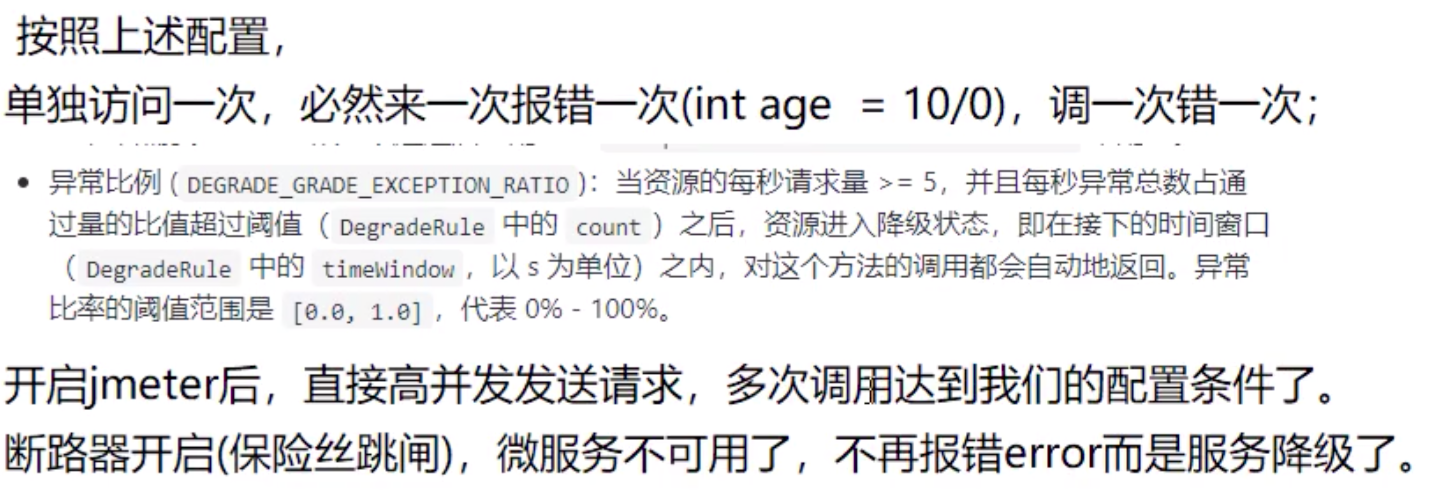 按照上述配置，
单独访问一次，必然来一次报错一次(int age  = 10/0)，调一次错一次；
• 异常比例 ( DEGRADE_GRADE_EXCEPTION_RATIO )：当资源的每秒请求量 >= 5，并且每秒异常总数占通
过量的比值超过阈值（ DegradeRule 中的 count ）之后，资源进入降级状态，即在接下的时间窗口
（ DegradeRule 中的 timeWindow ，以 s 为单位）之内，对这个方法的调用都会自动地返回。异常
比率的阈值范围是 [0.0, 1.0] ，代表 0% - 100%。
开启jmeter后，直接高并发发送请求，多次调用达到我们的配置条件了。
断路器开启(保险丝跳闸)，微服务不可用了，不再报错error而是服务降级了。